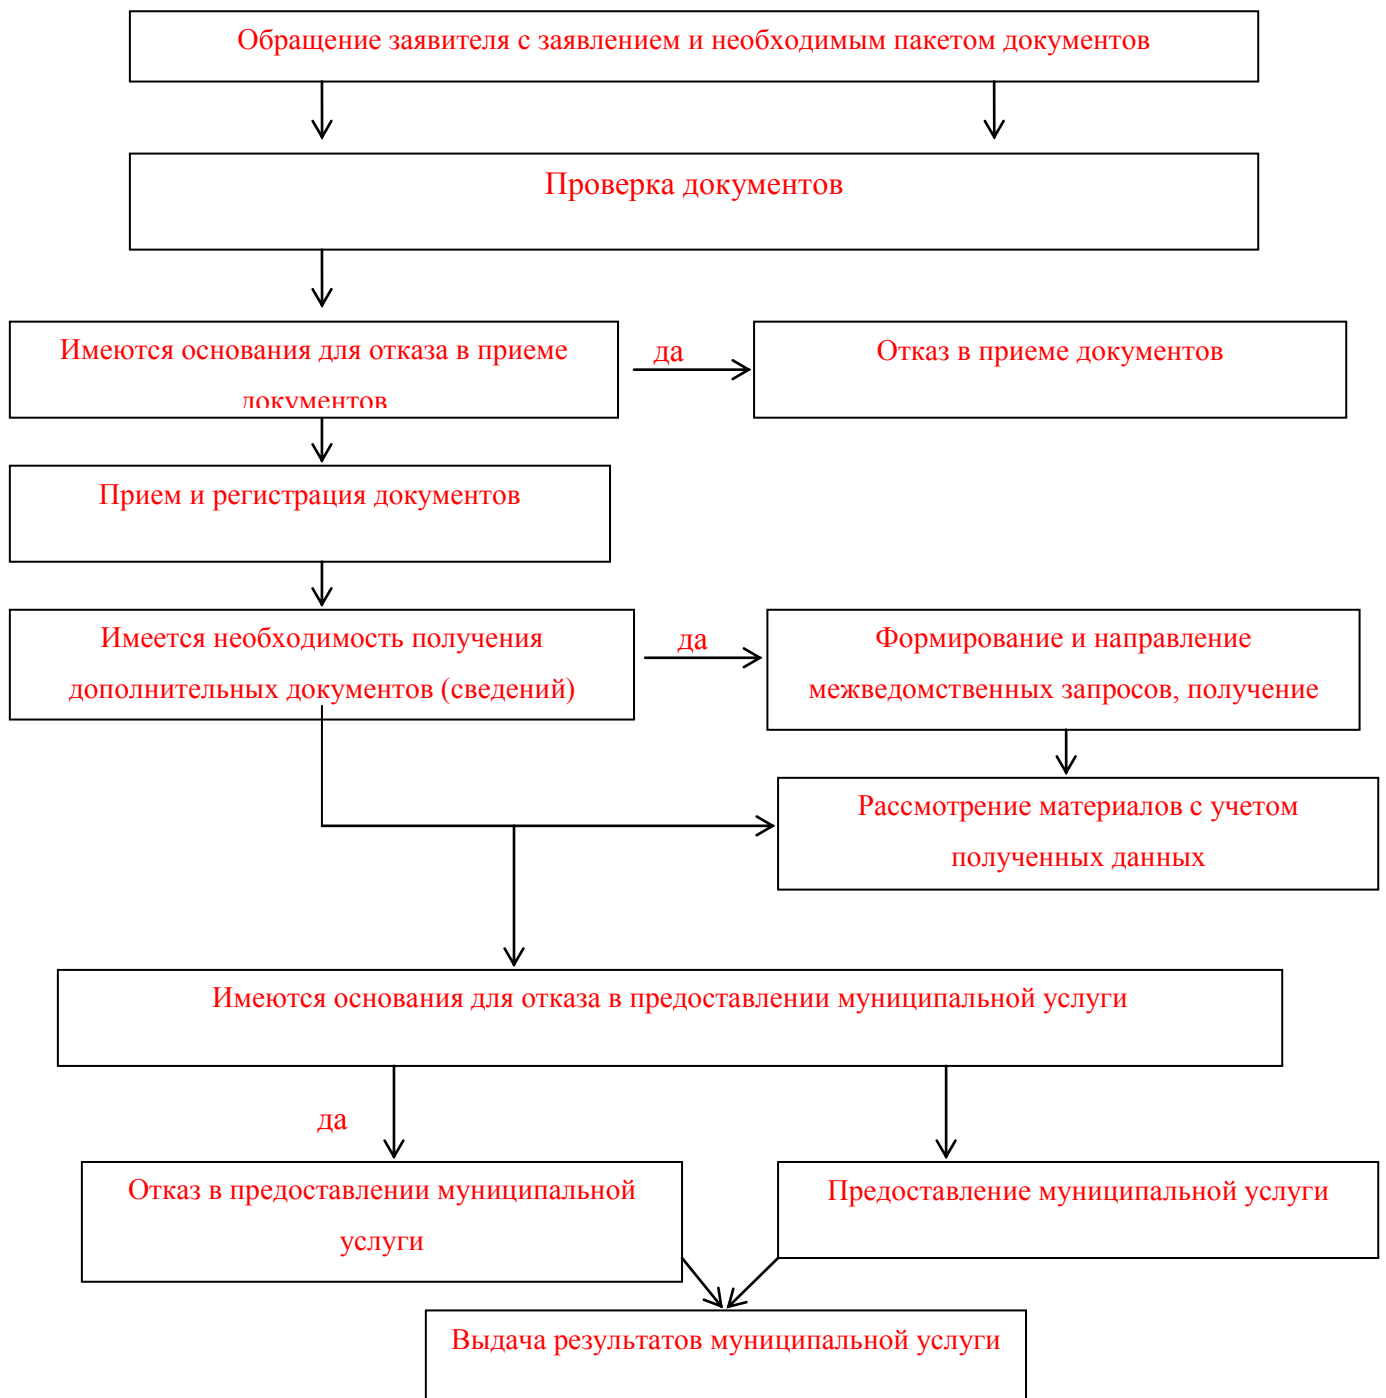 Обращение заявителя с заявлением и необходимым пакетом документов
Проверка документов
Имеются основания для отказа в приеме
документов
да
Отказ в приеме документов
Прием и регистрация документов
Имеется необходимость получения
дополнительных документов (сведений)
да
Формирование и направление
межведомственных запросов, получение
Рассмотрение материалов с учетом
полученных данных
Имеются основания для отказа в предоставлении муниципальной услуги
да
Отказ в предоставлении муниципальной
услуги
Предоставление муниципальной услуги
Выдача результатов муниципальной услуги